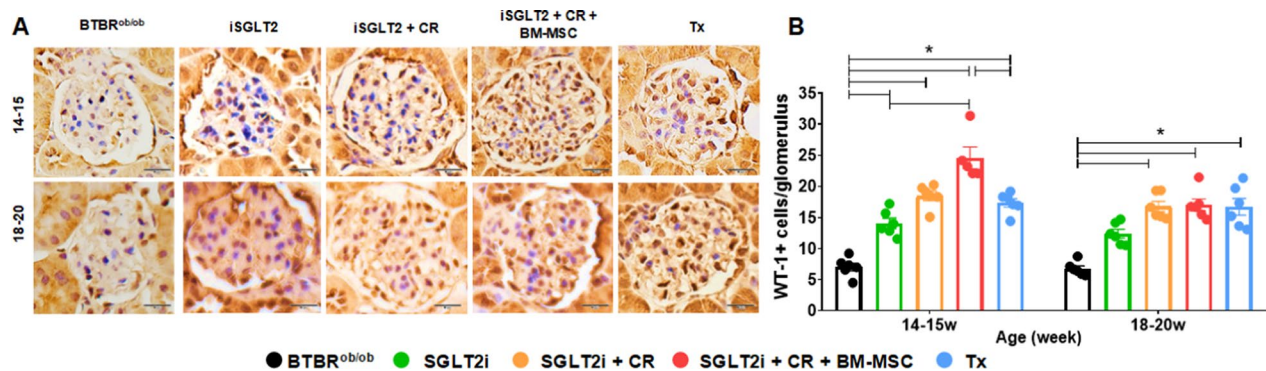 A
BTBRob/ob
iSGLT2
iSGLT2 + CR
iSGLT2 + CR +
BM-MSC
Tx
14-15
18-20
B
*
*
WT-1+ cells/glomerulus
35
30
25
20
15
10
5
0
14-15w
18-20w
Age (week)
BTBRob/ob
SGLT2i
SGLT2i + CR
SGLT2i + CR + BM-MSC
Tx